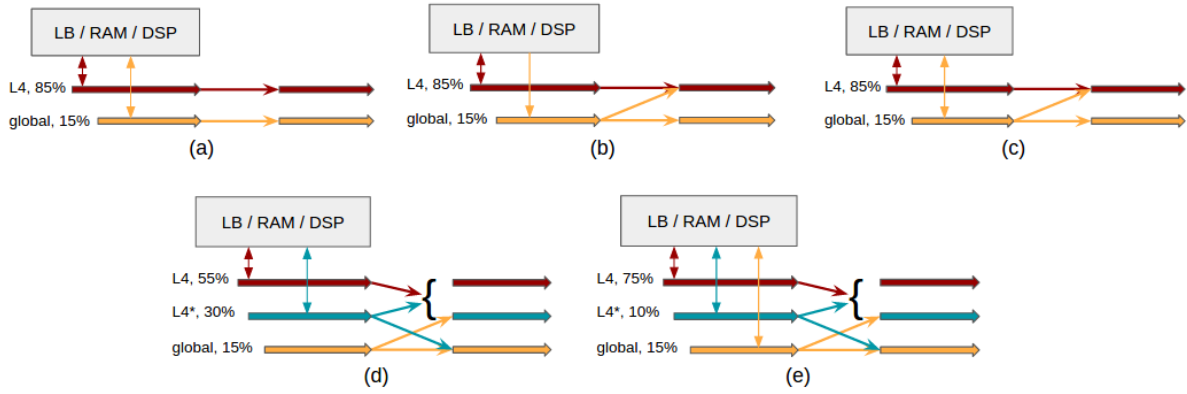 LB / RAM / DSP
L4, 85%
global, 15%
(a)
LB / RAM / DSP
L4, 85%
global, 15%
(b)
LB / RAM / DSP
L4, 85%
global, 15%
(c)
LB / RAM / DSP
L4, 55%
L4*, 30%
global, 15%
{
(d)
LB / RAM / DSP
L4, 75%
L4*, 10%
global, 15%
{
(e)